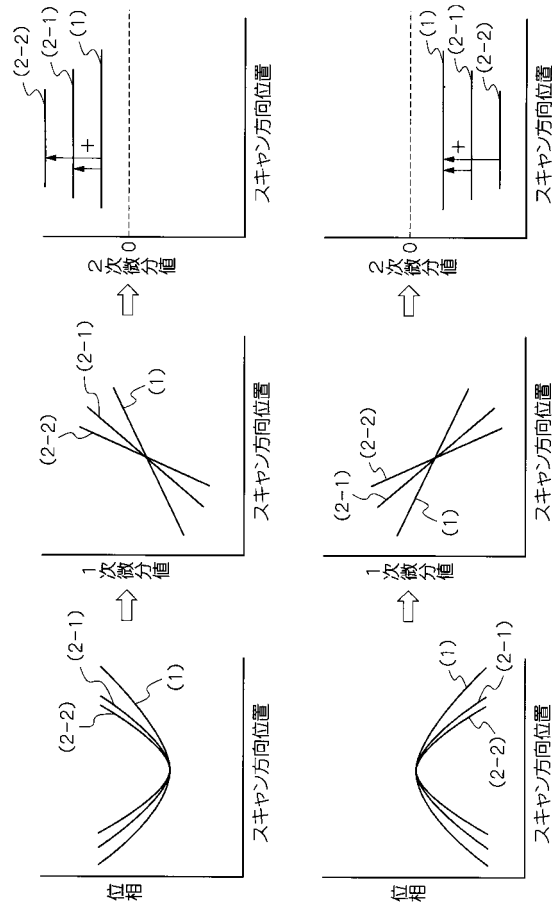 位相
(2-2)
(2-1)
(1)
スキャン方向位置
1次微分値
(2-2)
(2-1)
(1)
スキャン方向位置
2次微分値
0
(2-2)
(2-1)
(1)
+
スキャン方向位置
位相
(1)
(2-1)
(2-2)
スキャン方向位置
1次微分値
(2-2)
(2-1)
(1)
スキャン方向位置
2次微分値
0
(1)
(2-1)
(2-2)
+
スキャン方向位置